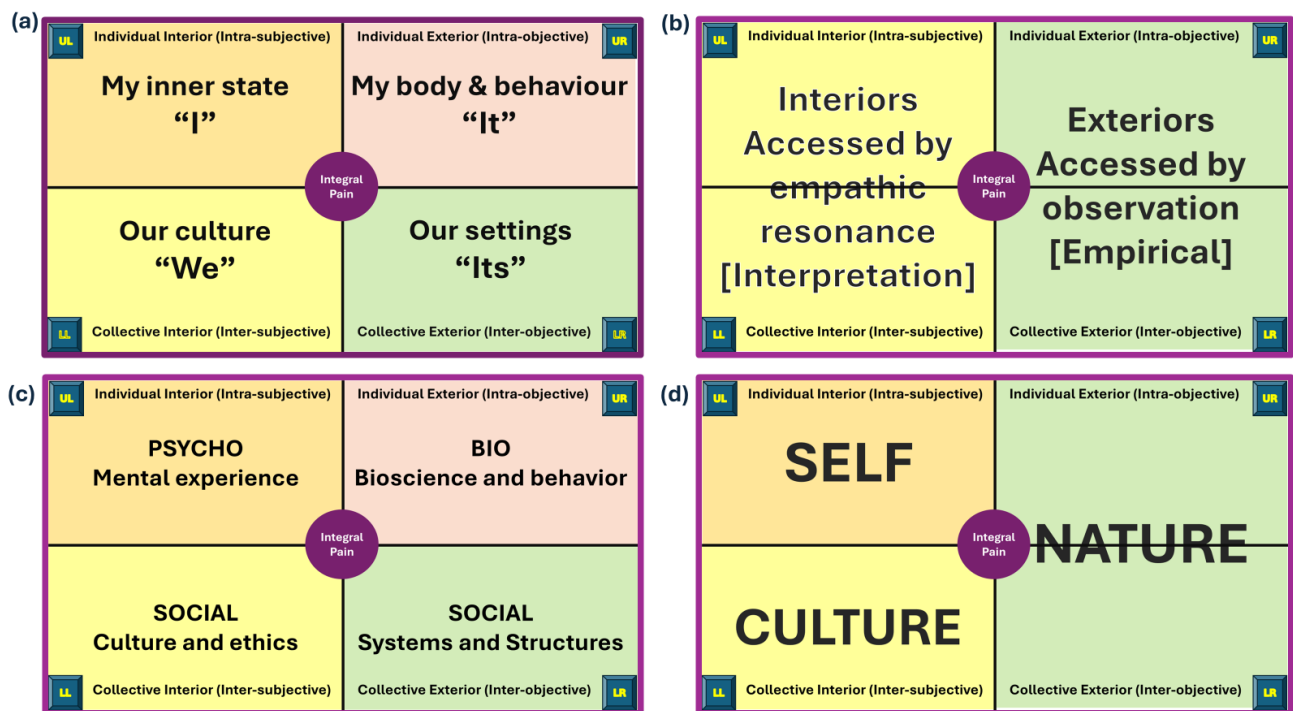 (a)
UL Individual Interior (Intra-subjective) Individual Exterior (Intra-objective) UR
My inner state
“I”
My body & behaviour
“It”
Integral
Pain
Our culture
“We”
Our settings
“Its”
LL Collective Interior (Inter-subjective) Collective Exterior (Inter-objective) LR
(b)
UL Individual Interior (Intra-subjective) Individual Exterior (Intra-objective) UR
Interiors
Accessed by
empathic
resonance
[Interpretation]
Integral
Pain
Exteriors
Accessed by
observation
[Empirical]
LL Collective Interior (Inter-subjective) Collective Exterior (Inter-objective) LR
(c)
UL Individual Interior (Intra-subjective) Individual Exterior (Intra-objective) UR
PSYCHO
Mental experience
BIO
Bioscience and behavior
Integral
Pain
SOCIAL
Culture and ethics
SOCIAL
Systems and Structures
LL Collective Interior (Inter-subjective) Collective Exterior (Inter-objective) LR
(d)
UL Individual Interior (Intra-subjective) Individual Exterior (Intra-objective) UR
SELF
Integral
Pain
NATURE
CULTURE
LL Collective Interior (Inter-subjective) Collective Exterior (Inter-objective) LR